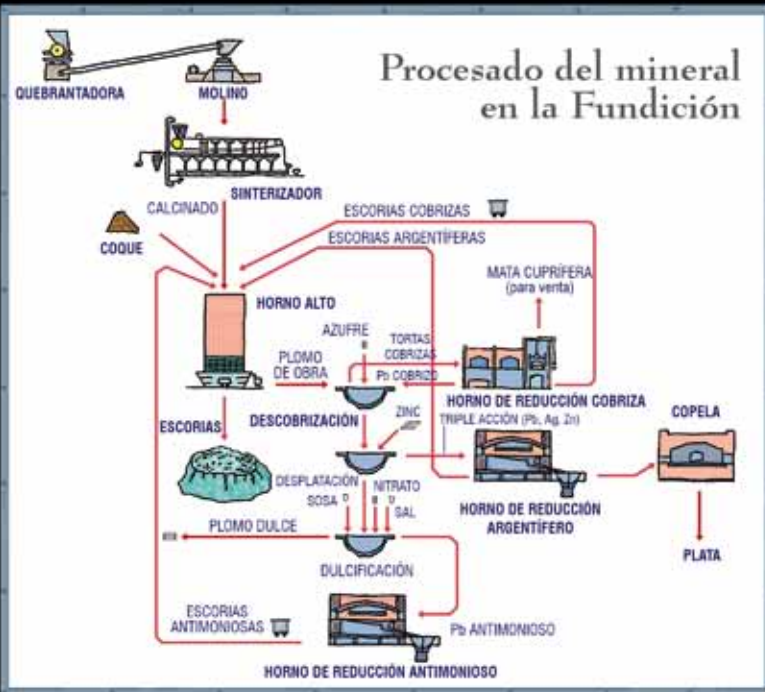 Procesado del mineral
en la Fundición
QUEBRANTADORA
MOLINO
SINTERIZADOR
CALCINADO
COQUE
ESCORIAS COBRIZAS
ESCORIAS ARGENTÍFERAS
MATA CUPRÍFERA
(para venta)
HORNO ALTO
AZUFRE
TORTAS
COBRIZAS
PLOMO
DE OBRA
Pb COBRIZO
HORNO DE REDUCCIÓN COBRIZA
ESCORIAS
DESCOBRIZACIÓN
ZINC
TRIPLE ACCIÓN (Pb, Ag, Zn)
COPELA
DESPLATACIÓN
NITRATO
SOSA
SAL
HORNO DE REDUCCIÓN
ARGENTÍFERO
PLOMO DULCE
PLATA
DULCIFICACIÓN
ESCORIAS
ANTIMONIOSAS
Pb ANTIMONIOSO
HORNO DE REDUCCIÓN ANTIMONIOSO